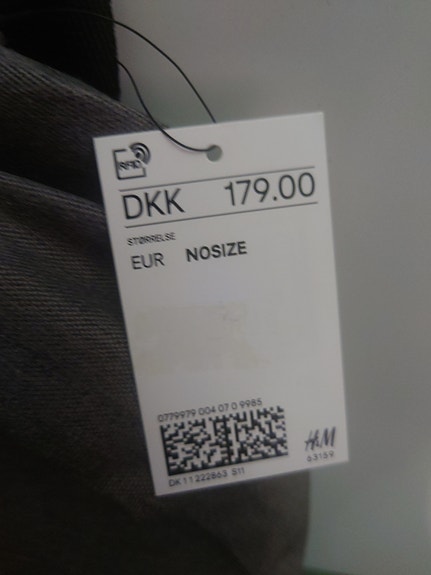 RFID
DKK 179.00
STØRRELSE
EUR NOSIZE
0779979 004 07 0 9985
H&M
63159
DK 11 222863 S11